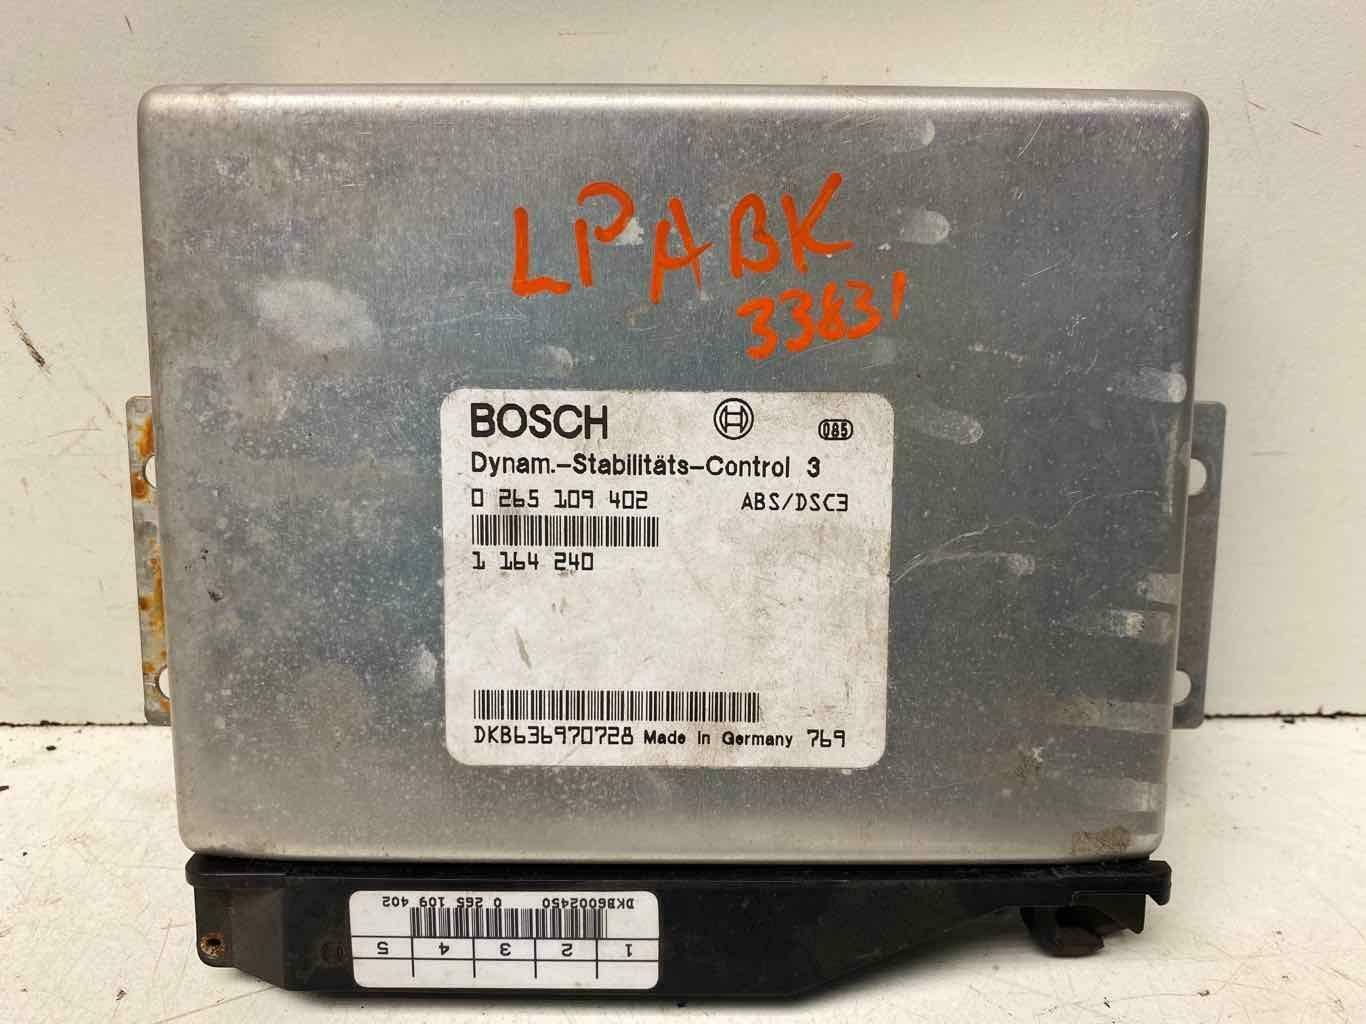 LPABK
33831
BOSCH
085
Dynam.-Stabilitäts-Control 3
0 265 109 402 ABS/DSC3
1 164 240
DKB636970728 Made in Germany 769
DKB6002450 0 265 109 402
1 2 3 4 5